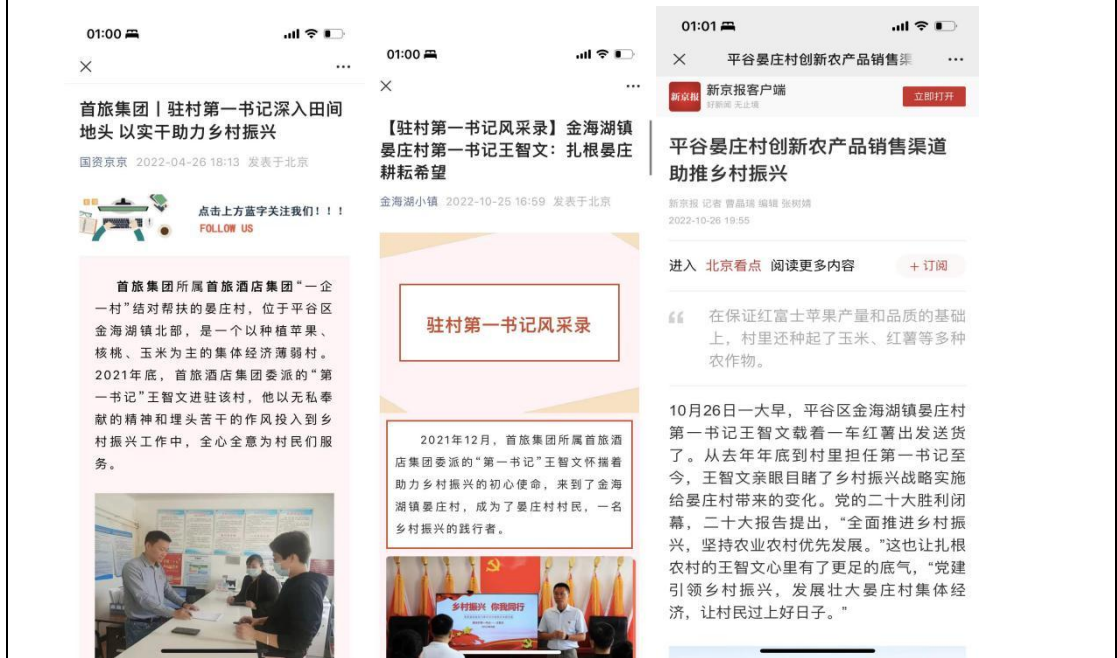 01:00
首旅集团丨驻村第一书记深入田间
地头 以实干助力乡村振兴
国资京京 2022-04-26 18:13 发表于北京
点击上方蓝字关注我们！！！
FOLLOW US
首旅集团所属首旅酒店集团“一企
一村”结对帮扶的晏庄村，位于平谷区
金海湖镇北部，是一个以种植苹果、
核桃、玉米为主的集体经济薄弱村。
2021年底，首旅酒店集团委派的“第
一书记”王智文进驻该村，他以无私奉
献的精神和埋头苦干的作风投入到乡
村振兴工作中，全心全意为村民们服
务。
01:00
【驻村第一书记风采录】金海湖镇
晏庄村第一书记王智文：扎根晏庄
耕耘希望
金海湖小镇 2022-10-25 16:59 发表于北京
驻村第一书记风采录
2021年12月，首旅集团所属首旅酒
店集团委派的“第一书记”王智文怀揣着
助力乡村振兴的初心使命，来到了金海
湖镇晏庄村，成为了晏庄村村民，一名
乡村振兴的践行者。
乡村振兴 你我同行
01:01
平谷晏庄村创新农产品销售渠
新京报
新京报客户端
好新闻 无止境
立即打开
平谷晏庄村创新农产品销售渠道
助推乡村振兴
新京报 记者 曹晶瑞 编辑 张树婧
2022-10-26 19:55
进入 北京看点 阅读更多内容
+ 订阅
在保证红富士苹果产量和品质的基础
上，村里还种起了玉米、红薯等多种
农作物。
10月26日一大早，平谷区金海湖镇晏庄村
第一书记王智文载着一车红薯出发送货
了。从去年年底到村里担任第一书记至
今，王智文亲眼目睹了乡村振兴战略实施
给晏庄村带来的变化。党的二十大胜利闭
幕，二十大报告提出，“全面推进乡村振
兴，坚持农业农村优先发展。”这也让扎根
农村的王智文心里有了更足的底气，“党建
引领乡村振兴，发展壮大晏庄村集体经
济，让村民过上好日子。”